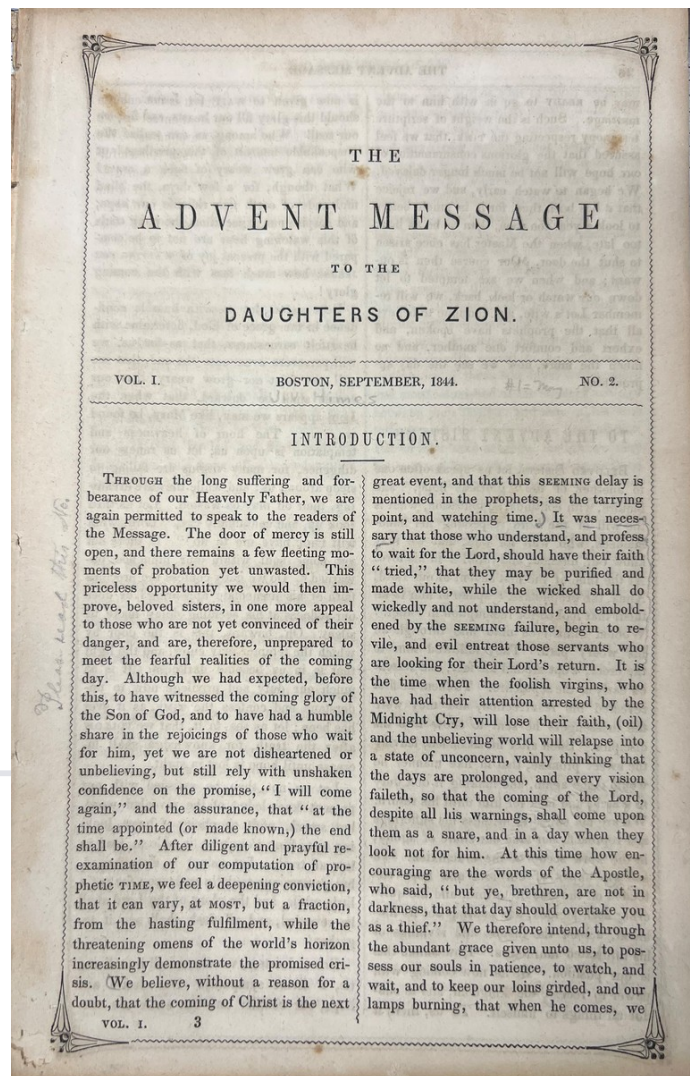 THE
ADVENT MESSAGE
TO THE
DAUGHTERS OF ZION.
VOL. I. BOSTON, SEPTEMBER, 1844. NO. 2.
INTRODUCTION.
THROUGH the long suffering and for-
bearance of our Heavenly Father, we are
again permitted to speak to the readers of
the Message. The door of mercy is still
open, and there remains a few fleeting mo-
ments of probation yet unwasted. This
priceless opportunity we would then im-
prove, beloved sisters, in one more appeal
to those who are not yet convinced of their
danger, and are, therefore, unprepared to
meet the fearful realities of the coming
day. Although we had expected, before
this, to have witnessed the coming glory of
the Son of God, and to have had a humble
share in the rejoicings of those who wait
for him, yet we are not disheartened or
unbelieving, but still rely with unshaken
confidence on the promise, “I will come
again,” and the assurance, that “at the
time appointed (or made known,) the end
shall be.” After diligent and prayful re-
examination of our computation of pro-
phetic TIME, we feel a deepening conviction,
that it can vary, at MOST, but a fraction,
from the hasting fulfilment, while the
threatening omens of the world's horizon
increasingly demonstrate the promised cri-
sis. We believe, without a reason for a
doubt, that the coming of Christ is the next
VOL. I. 3
great event, and that this SEEMING delay is
mentioned in the prophets, as the tarrying
point, and watching time.) It was neces-
sary that those who understand, and profess
to wait for the Lord, should have their faith
“tried,” that they may be purified and
made white, while the wicked shall do
wickedly and not understand, and embold-
ened by the SEEMING failure, begin to re-
vile, and evil entreat those servants who
are looking for their Lord's return. It is
the time when the foolish virgins, who
have had their attention arrested by the
Midnight Cry, will lose their faith, (oil)
and the unbelieving world will relapse into
a state of unconcern, vainly thinking that
the days are prolonged, and every vision
faileth, so that the coming of the Lord,
despite all his warnings, shall come upon
them as a snare, and in a day when they
look not for him. At this time how en-
couraging are the words of the Apostle,
who said, “but ye, brethren, are not in
darkness, that that day should overtake you
as a thief.” We therefore intend, through
the abundant grace given unto us, to pos-
sess our souls in patience, to watch, and
wait, and to keep our loins girded, and our
lamps burning, that when he comes, we
Please read this No.